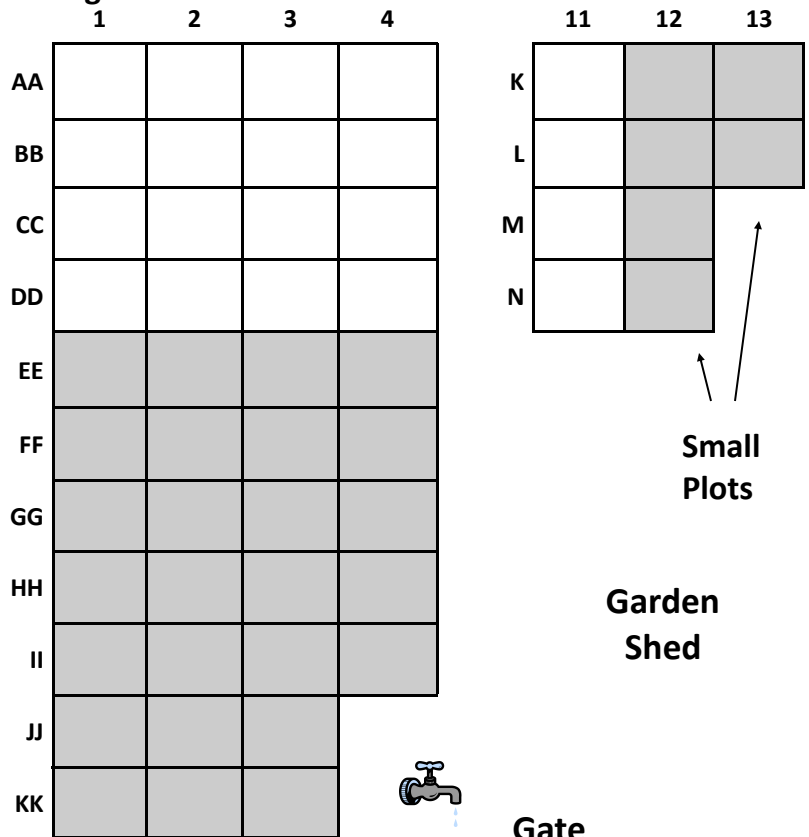 1 2 3 4 11 12 13
AA K
BB L
CC M
DD N
EE
FF
GG
HH
II
JJ
KK
Small
Plots
Garden
Shed
Gate